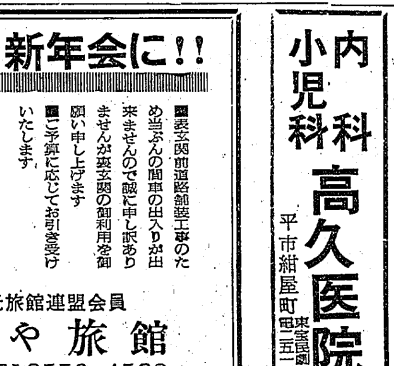 新年会に!!
表玄関前道路舗装工事のた
め当ぶんの間車の出入りが出
来ませんので誠に申し訳あり
ませんが裏玄関の御利用を御
願い申し上げます
ご予算に応じてお引き受け
いたします
旅館連盟会員
や旅館
内科
小児科
高久医院
平市紺屋町